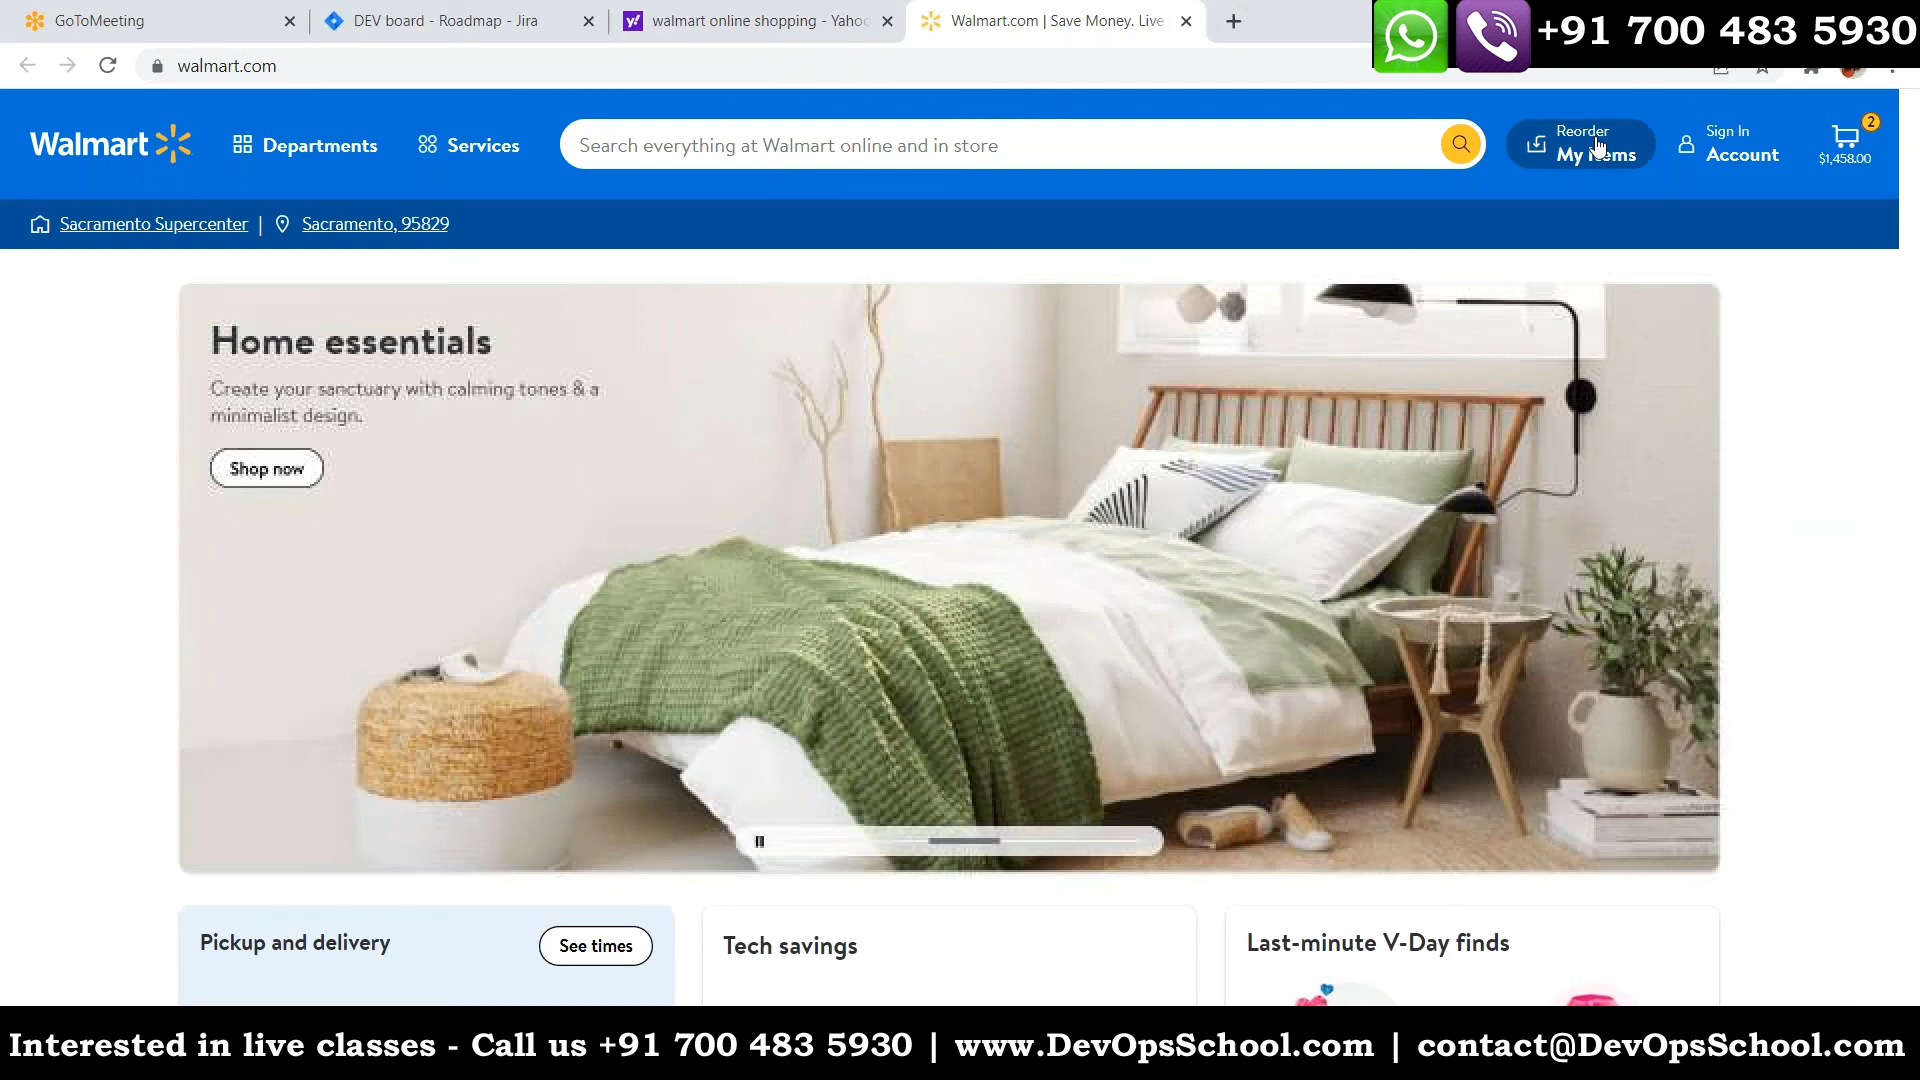 GoToMeeting
DEV board - Roadmap - Jira
walmart online shopping - Yahoo
Walmart.com | Save Money. Live
+91 700 483 5930
walmart.com
Walmart
Departments
Services
Search everything at Walmart online and in store
Reorder
My Items
Sign In
Account
2
$1,458.00
Sacramento Supercenter |
Sacramento, 95829
Home essentials
Create your sanctuary with calming tones & a
minimalist design.
Shop now
Pickup and delivery
See times
Tech savings
Last-minute V-Day finds
Interested in live classes - Call us +91 700 483 5930 | www.DevOpsSchool.com | contact@DevOpsSchool.com